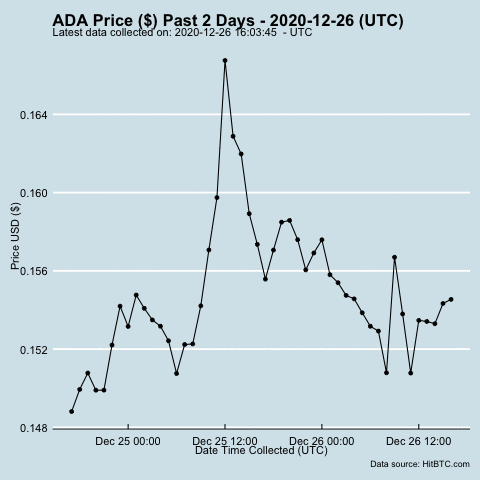 ADA Price ($) Past 2 Days - 2020-12-26 (UTC)
Latest data collected on: 2020-12-26 16:03:45 - UTC
0.164
0.160
0.156
0.152
0.148
Price USD ($)
Dec 25 00:00 Dec 25 12:00 Dec 26 00:00 Dec 26 12:00
Date Time Collected (UTC)
Data source: HitBTC.com